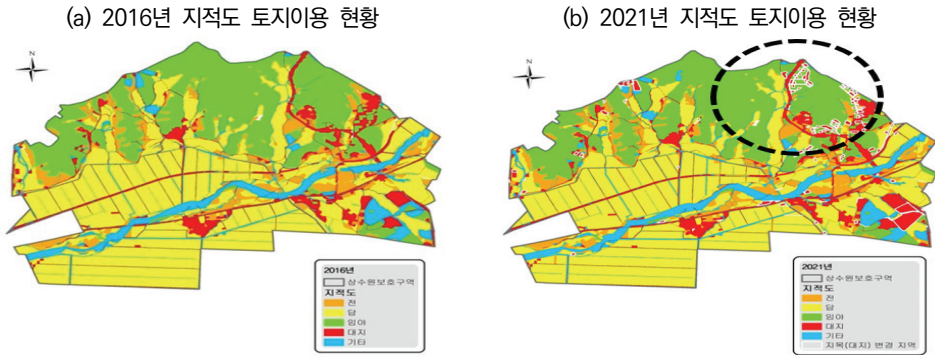 (a) 2016년 지적도 토지이용 현황
(b) 2021년 지적도 토지이용 현황
N
N
2016년
상수원보호구역
지적도
전
답
임야
대지
기타
2021년
상수원보호구역
지적도
전
답
임야
대지
기타
지목(대지) 변경 지역